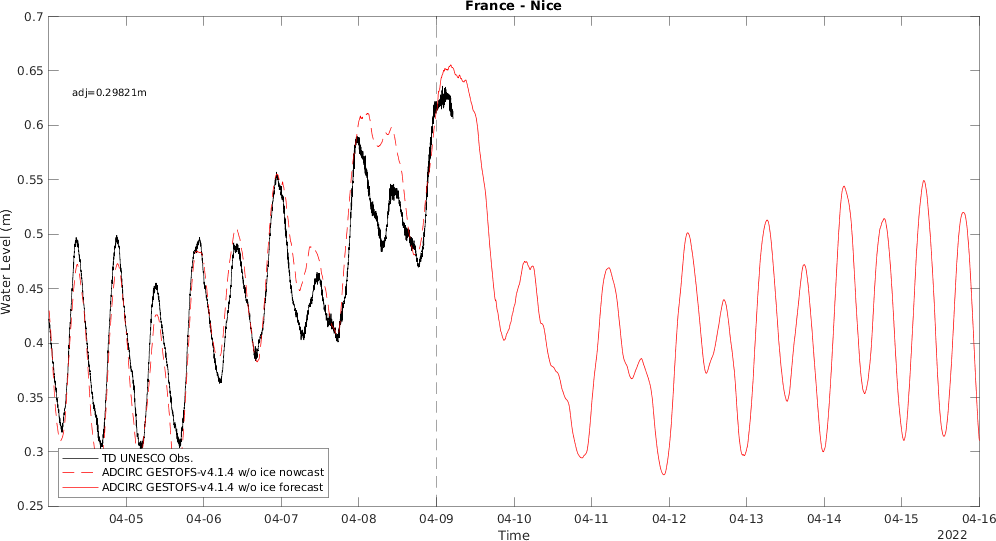 France - Nice
0.7
0.65
adj=0.29821m
0.6
0.55
0.5
0.45
0.4
0.35
0.3
0.25
Water Level (m)
TD UNESCO Obs.
ADCIRC GESTOFS-v4.1.4 w/o ice nowcast
ADCIRC GESTOFS-v4.1.4 w/o ice forecast
04-05 04-06 04-07 04-08 04-09 04-10 04-11 04-12 04-13 04-14 04-15 04-16
Time
2022